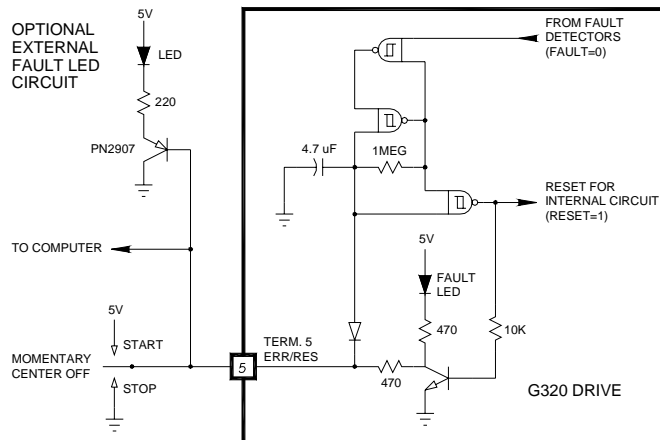 OPTIONAL
EXTERNAL
FAULT LED
CIRCUIT
5V
LED
220
PN2907
TO COMPUTER
5V
START
MOMENTARY
CENTER OFF
STOP
5
TERM. 5
ERR/RES
FROM FAULT
DETECTORS
(FAULT=0)
4.7 uF
1MEG
RESET FOR
INTERNAL CIRCUIT
(RESET=1)
5V
FAULT
LED
470
10K
470
G320 DRIVE